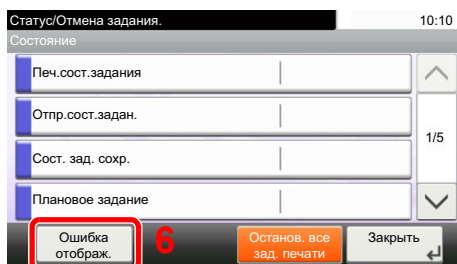 Статус/Отмена задания. 10:10
Состояние
Печ.сост.задания
Отпр.сост.задан.
1/5
Сост. зад. сохр.
Плановое задание
Ошибка
отображ.
6
Останов. все
зад. печати
Закрыть